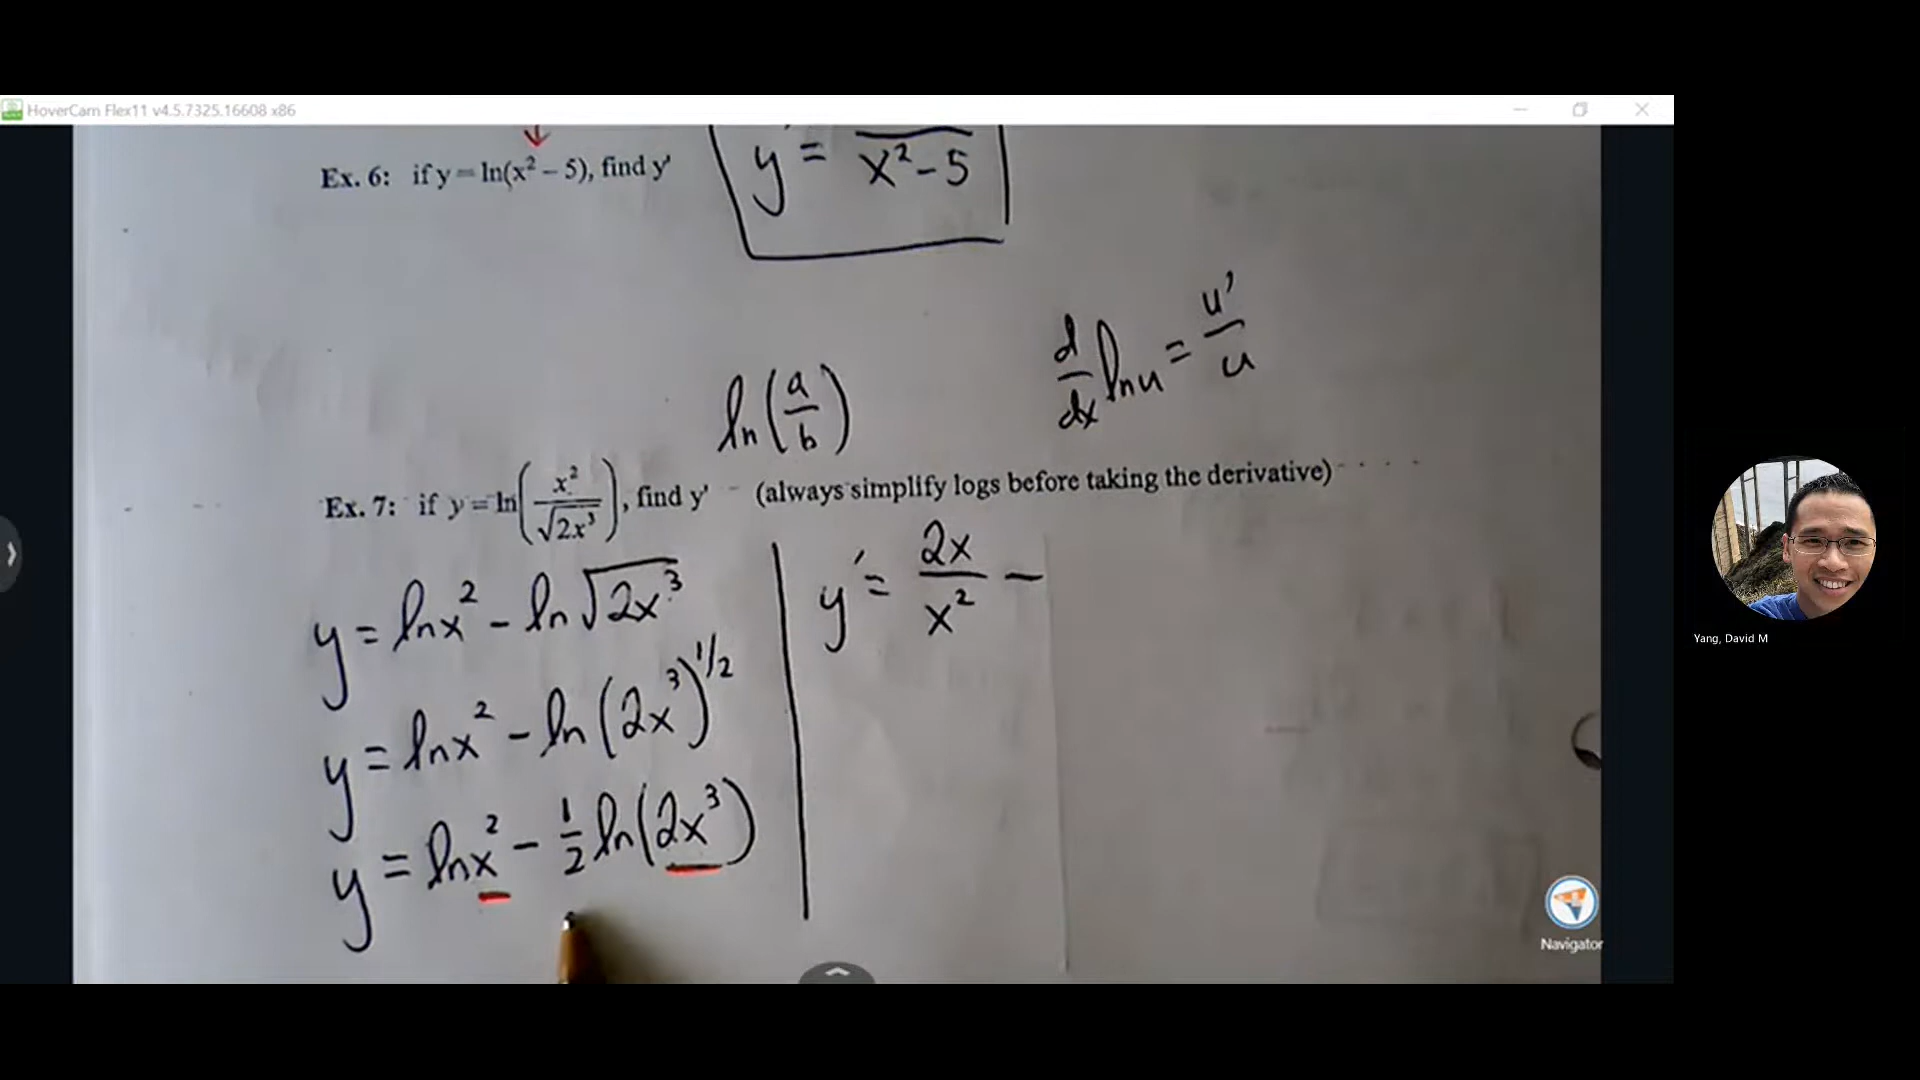 HoverCam Flex11 v4.5.7325.16608 x86
Ex. 6: if y = ln(x² – 5), find y'
y' = / x² - 5
d/dx ln u = u'/u
ln(a/b)
Ex. 7: if y = ln(x²/√2x³), find y' (always simplify logs before taking the derivative)
y = ln x² - ln √2x³
y = ln x² - ln (2x³)^1/2
y = ln x² - 1/2 ln(2x³)
y' = 2x/x² -
Navigator
Yang, David M